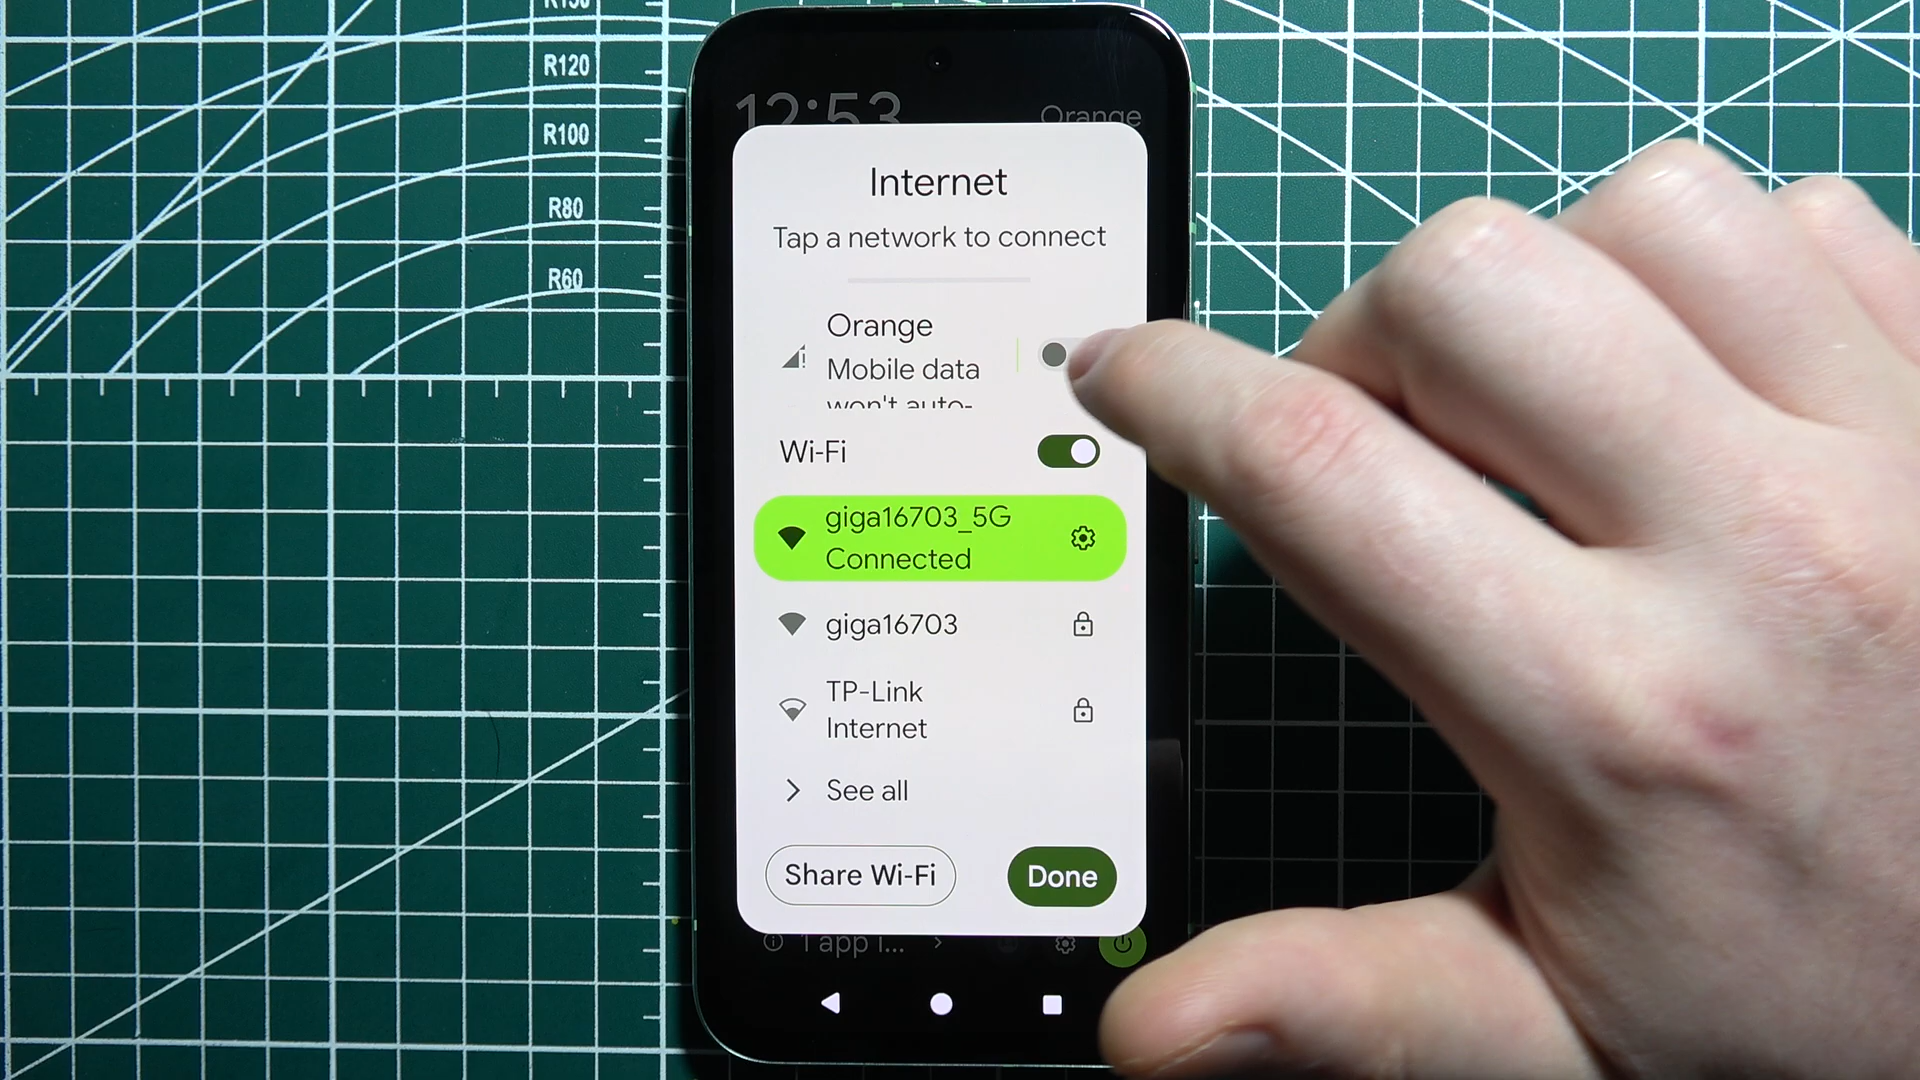 R150
R120
R100
R80
R60
12:53
Orange
Internet
Tap a network to connect
Orange
Mobile data
won't auto-
Wi-Fi
giga16703_5G
Connected
giga16703
TP-Link
Internet
See all
Share Wi-Fi
Done
1 app i...